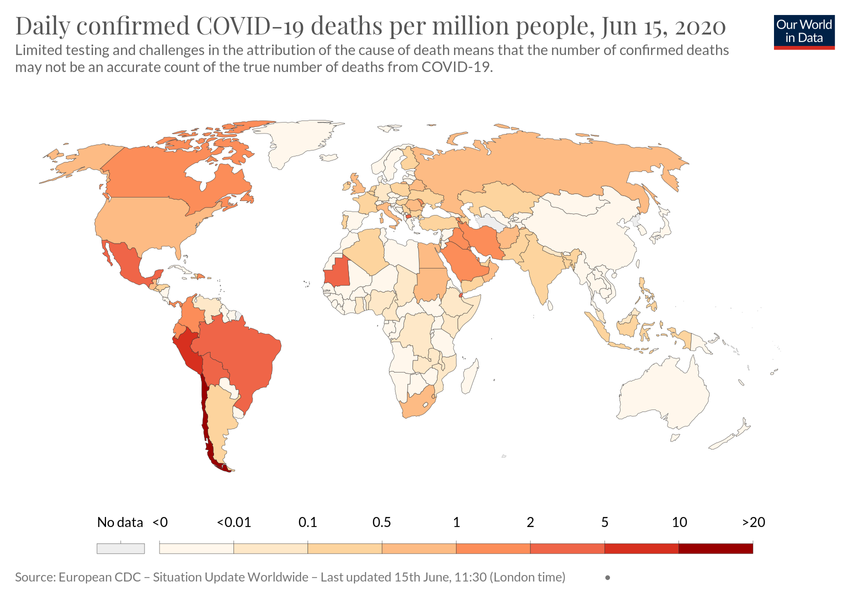 Daily confirmed COVID-19 deaths per million people, Jun 15, 2020
Our World
in Data
Limited testing and challenges in the attribution of the cause of death means that the number of confirmed deaths
may not be an accurate count of the true number of deaths from COVID-19.
No data <0 <0.01 0.1 0.5 1 2 5 10 >20
Source: European CDC – Situation Update Worldwide – Last updated 15th June, 11:30 (London time) •